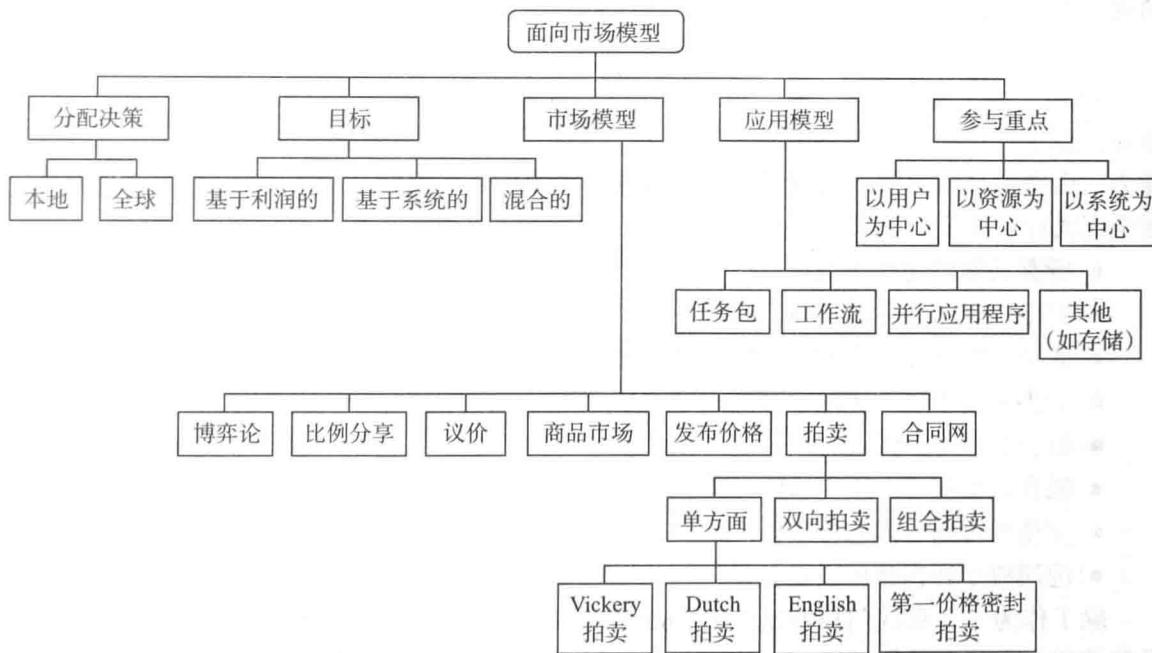 面向市场模型
分配决策
目标
市场模型
应用模型
参与重点
本地
全球
基于利润的
基于系统的
混合的
以用户
为中心
以资源为
中心
以系统为
中心
任务包
工作流
并行应用程序
其他
(如存储)
博弈论
比例分享
议价
商品市场
发布价格
拍卖
合同网
单方面
双向拍卖
组合拍卖
Vickery
拍卖
Dutch
拍卖
English
拍卖
第一价格密封
拍卖